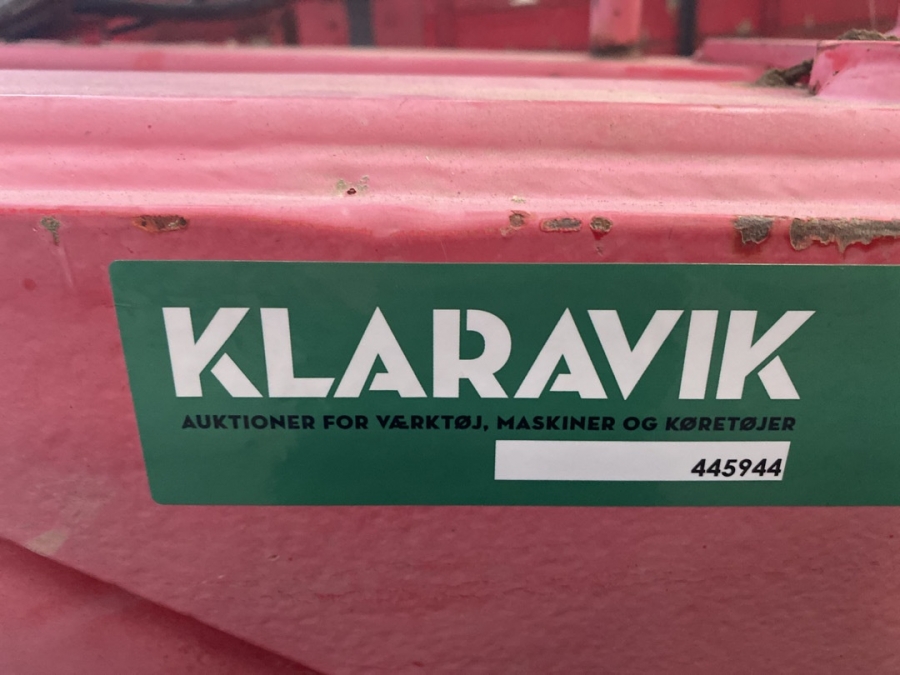 KLARAVIK
AUKTIONER FOR VÆRKTØJ, MASKINER OG KØRETØJER
445944